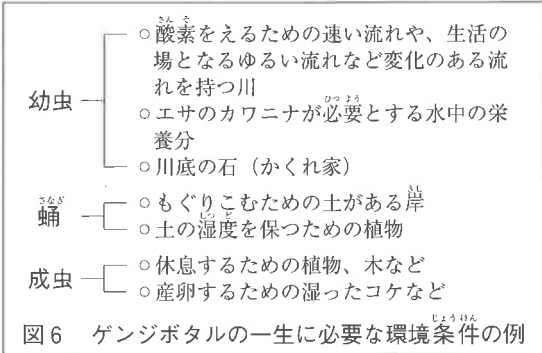 幼虫
○酸素をえるための速い流れや、生活の
場となるゆるい流れなど変化のある流
れを持つ川
○エサのカワニナが必要とする水中の栄
養分
○川底の石(かくれ家)
蛹
○もぐりこむための土がある岸
○土の湿度を保つための植物
成虫
○休息するための植物、木など
○産卵するための湿ったコケなど
図6 ゲンジボタルの一生に必要な環境条件の例